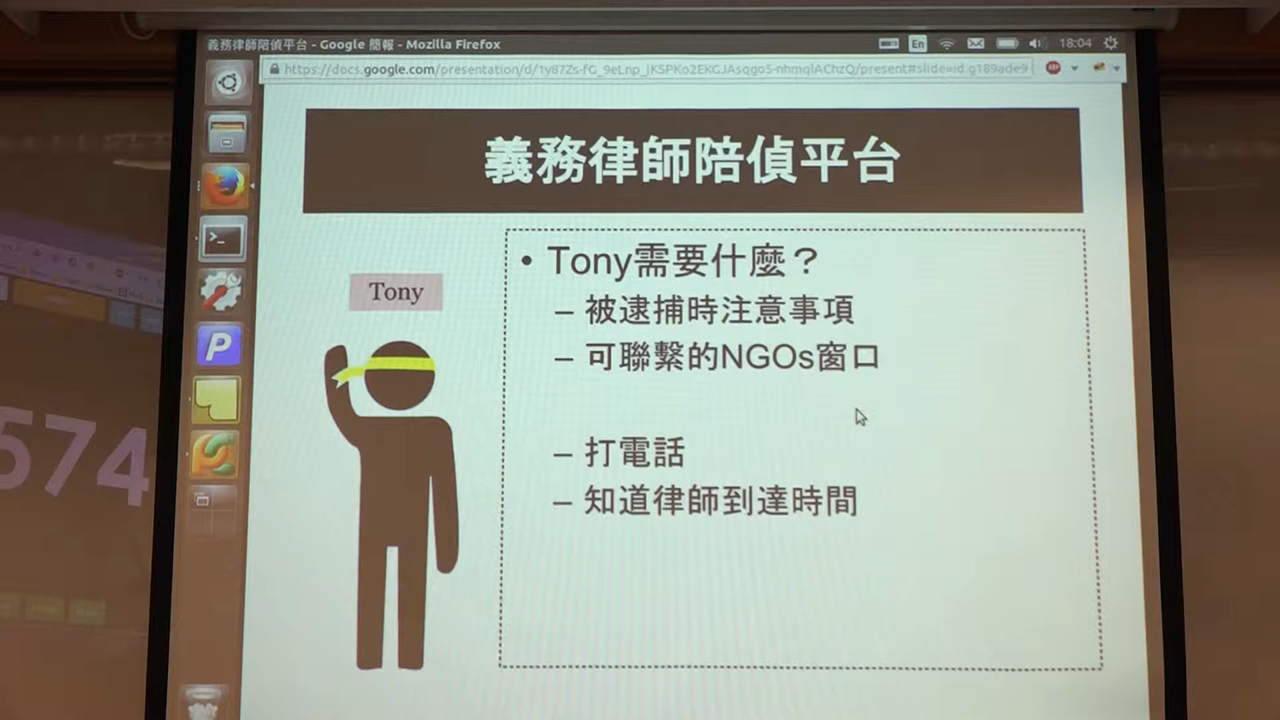 義務律師陪偵平台 - Google 簡報 - Mozilla Firefox
En
18:04
義務律師陪偵平台
Tony
• Tony需要什麼？
– 被逮捕時注意事項
– 可聯繫的NGOs窗口
– 打電話
– 知道律師到達時間
574